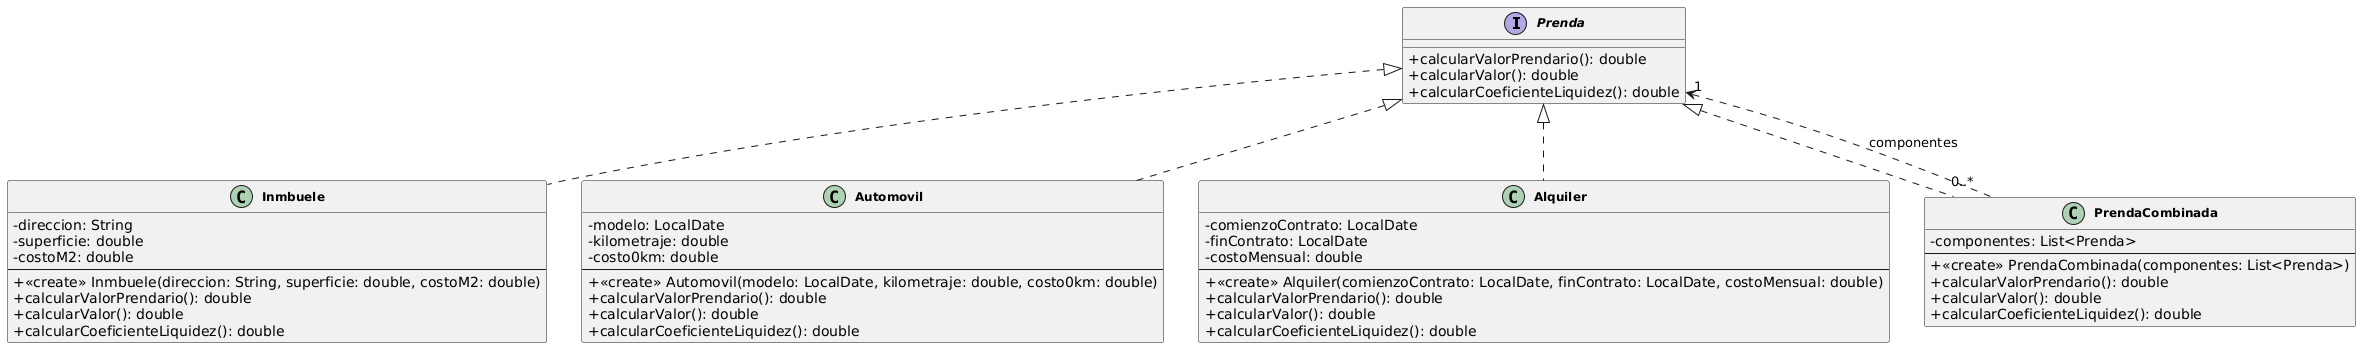 I Prenda
+calcularValorPrendario(): double
+calcularValor(): double
+calcularCoeficienteLiquidez(): double
1
componentes
0..*
C Inmbuele
-direccion: String
-superficie: double
-costoM2: double
+«create» Inmbuele(direccion: String, superficie: double, costoM2: double)
+calcularValorPrendario(): double
+calcularValor(): double
+calcularCoeficienteLiquidez(): double
C Automovil
-modelo: LocalDate
-kilometraje: double
-costo0km: double
+«create» Automovil(modelo: LocalDate, kilometraje: double, costo0km: double)
+calcularValorPrendario(): double
+calcularValor(): double
+calcularCoeficienteLiquidez(): double
C Alquiler
-comienzoContrato: LocalDate
-finContrato: LocalDate
-costoMensual: double
+«create» Alquiler(comienzoContrato: LocalDate, finContrato: LocalDate, costoMensual: double)
+calcularValorPrendario(): double
+calcularValor(): double
+calcularCoeficienteLiquidez(): double
C PrendaCombinada
-componentes: List<Prenda>
+«create» PrendaCombinada(componentes: List<Prenda>)
+calcularValorPrendario(): double
+calcularValor(): double
+calcularCoeficienteLiquidez(): double